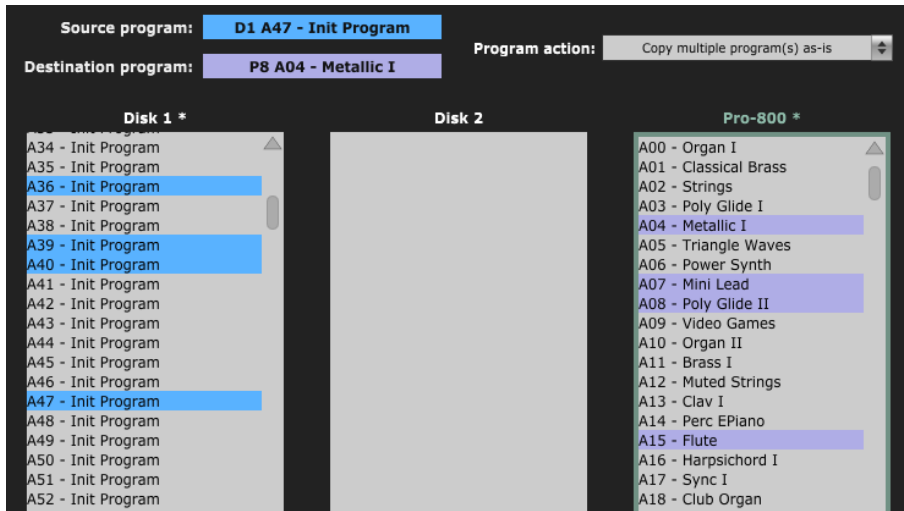 Source program: D1 A47 - Init Program
Program action: Copy multiple program(s) as-is
Destination program: P8 A04 - Metallic I
Disk 1 *
A34 - Init Program
A35 - Init Program
A36 - Init Program
A37 - Init Program
A38 - Init Program
A39 - Init Program
A40 - Init Program
A41 - Init Program
A42 - Init Program
A43 - Init Program
A44 - Init Program
A45 - Init Program
A46 - Init Program
A47 - Init Program
A48 - Init Program
A49 - Init Program
A50 - Init Program
A51 - Init Program
A52 - Init Program
Disk 2
Pro-800 *
A00 - Organ I
A01 - Classical Brass
A02 - Strings
A03 - Poly Glide I
A04 - Metallic I
A05 - Triangle Waves
A06 - Power Synth
A07 - Mini Lead
A08 - Poly Glide II
A09 - Video Games
A10 - Organ II
A11 - Brass I
A12 - Muted Strings
A13 - Clav I
A14 - Perc EPiano
A15 - Flute
A16 - Harpsichord I
A17 - Sync I
A18 - Club Organ